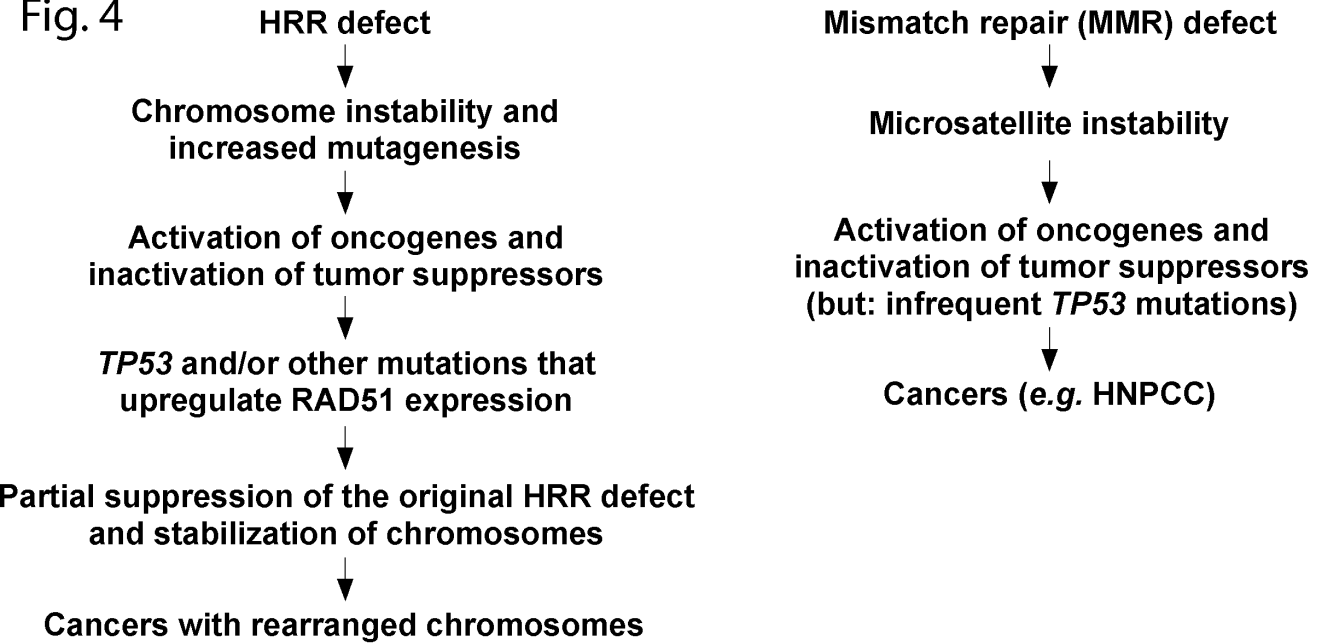 Fig. 4
HRR defect
Chromosome instability and
increased mutagenesis
Activation of oncogenes and
inactivation of tumor suppressors
TP53 and/or other mutations that
upregulate RAD51 expression
Partial suppression of the original HRR defect
and stabilization of chromosomes
Cancers with rearranged chromosomes
Mismatch repair (MMR) defect
Microsatellite instability
Activation of oncogenes and
inactivation of tumor suppressors
(but: infrequent TP53 mutations)
Cancers (e.g. HNPCC)